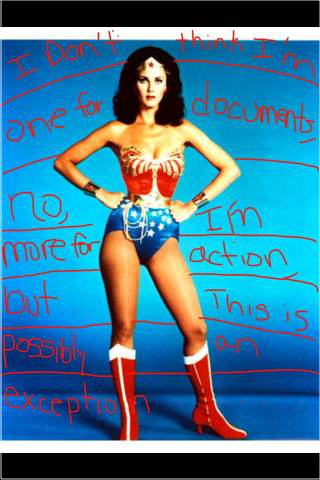 I Don't think I'm
one for documents,
no, I'm
more for action,
but This is
possibly an
exception